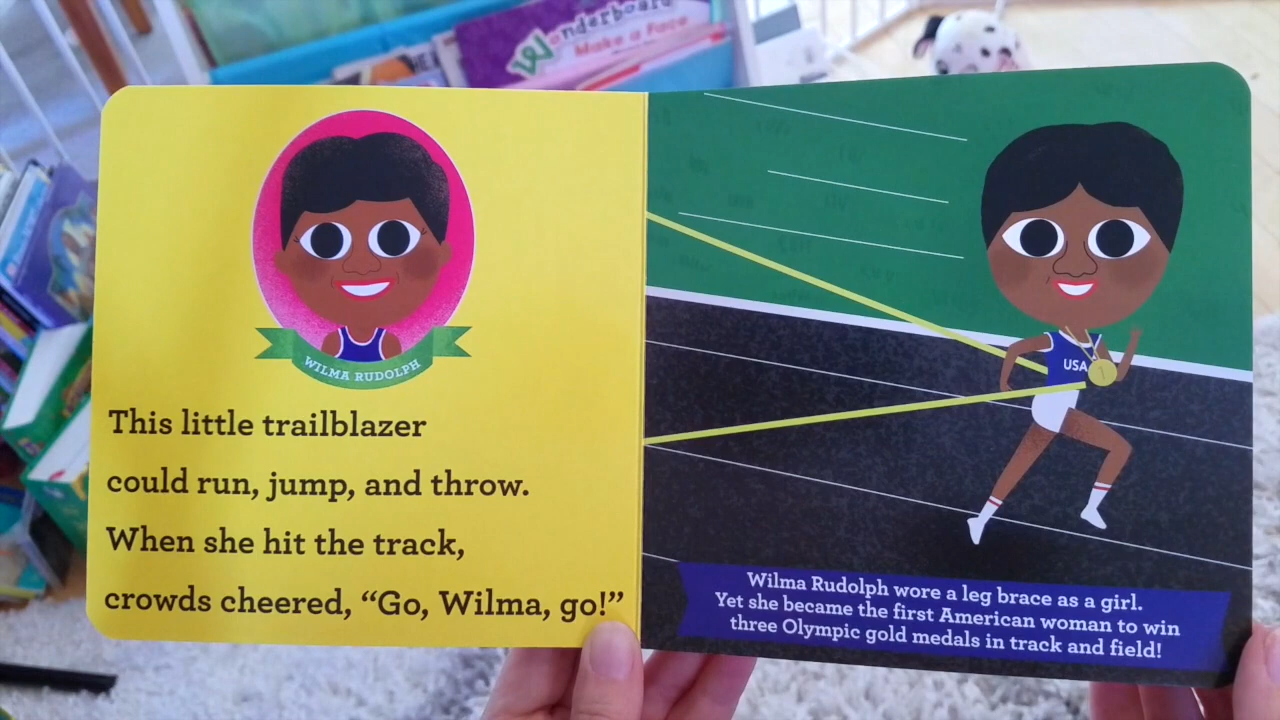 Wonderboard
Make a Face
WILMA RUDOLPH
This little trailblazer
could run, jump, and throw.
When she hit the track,
crowds cheered, “Go, Wilma, go!”
USA
1
Wilma Rudolph wore a leg brace as a girl.
Yet she became the first American woman to win
three Olympic gold medals in track and field!